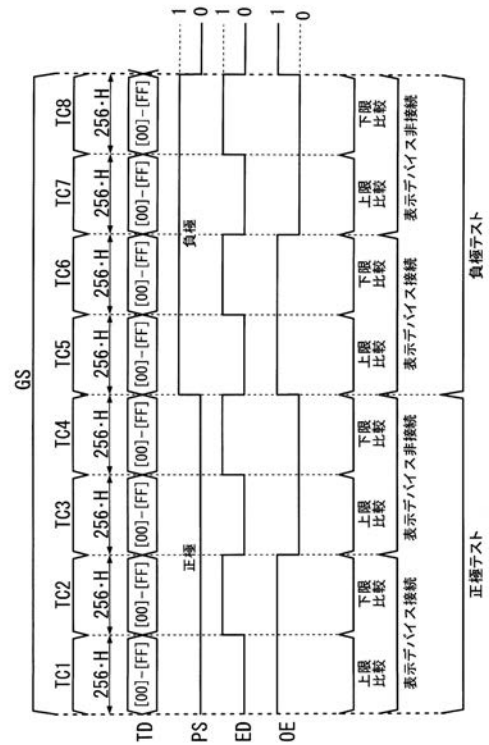 GS
TC1 TC2 TC3 TC4 TC5 TC6 TC7 TC8
256・H 256・H 256・H 256・H 256・H 256・H 256・H 256・H
TD [00]-[FF] [00]-[FF] [00]-[FF] [00]-[FF] [00]-[FF] [00]-[FF] [00]-[FF] [00]-[FF]
PS 正極 負極 1 0
ED 1 0
OE 1 0
上限 下限 上限 下限 上限 下限 上限 下限
比較 比較 比較 比較 比較 比較 比較 比較
表示デバイス接続 表示デバイス非接続 表示デバイス接続 表示デバイス非接続
正極テスト 負極テスト